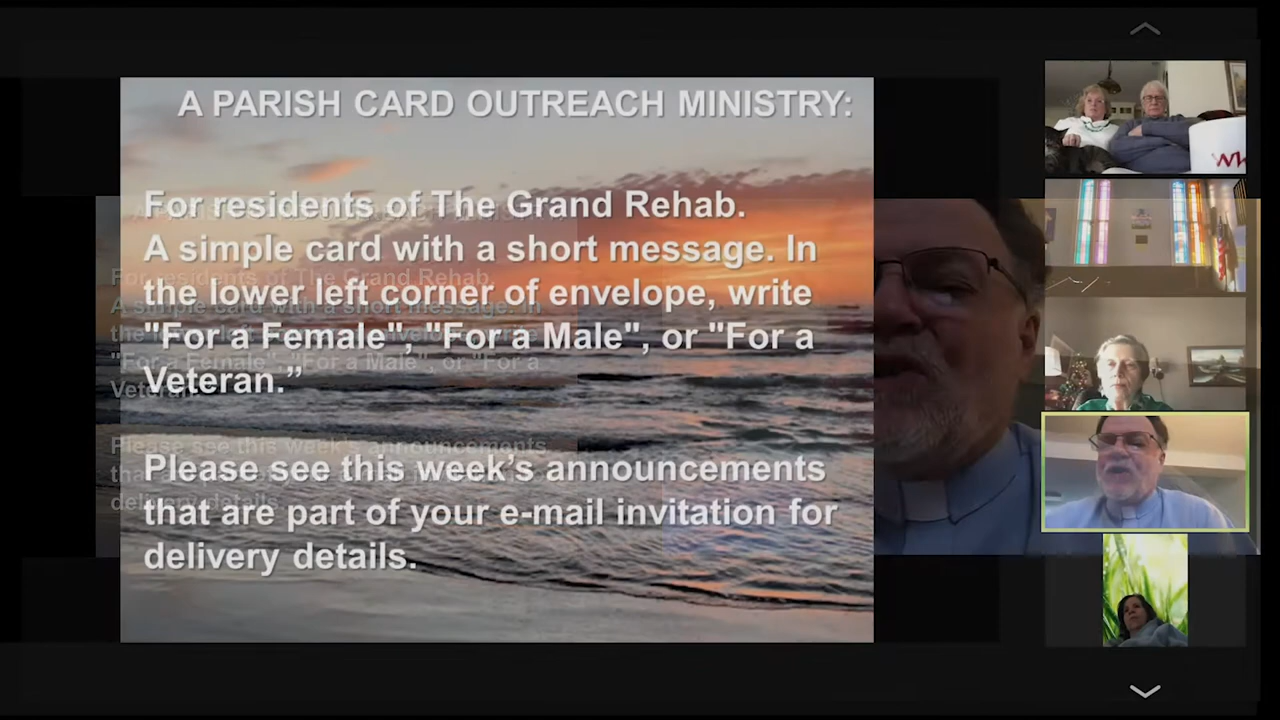 A PARISH CARD OUTREACH MINISTRY:
For residents of The Grand Rehab.
A simple card with a short message. In
the lower left corner of envelope, write
"For a Female", "For a Male", or "For a
Veteran.”
Please see this week’s announcements
that are part of your e-mail invitation for
delivery details.